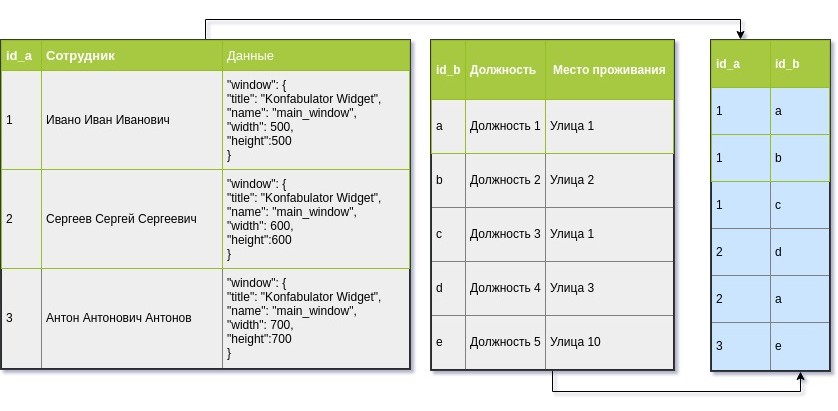 id_a Сотрудник Данные
1 Ивано Иван Иванович
"window": {
"title": "Konfabulator Widget",
"name": "main_window",
"width": 500,
"height":500
}
2 Сергеев Сергей Сергеевич
"window": {
"title": "Konfabulator Widget",
"name": "main_window",
"width": 600,
"height":600
}
3 Антон Антонович Антонов
"window": {
"title": "Konfabulator Widget",
"name": "main_window",
"width": 700,
"height":700
}
id_b Должность Место проживания
a Должность 1 Улица 1
b Должность 2 Улица 2
c Должность 3 Улица 1
d Должность 4 Улица 3
e Должность 5 Улица 10
id_a id_b
1 a
1 b
1 c
2 d
2 a
3 e